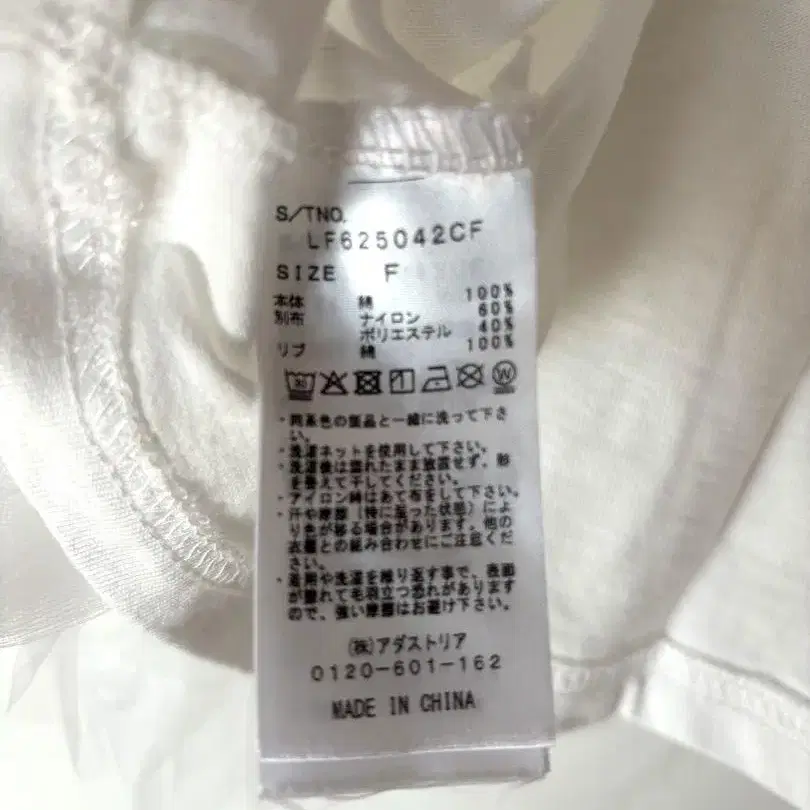 S/TNO.
LF625042CF
SIZE F
本体 綿 100%
別布 ナイロン 60%
ポリエステル 40%
リブ 綿 100%
・同系色の製品と一緒に洗って下さ
い。
・洗濯ネットを使用して下さい。
・洗濯後は濡れたまま放置せず、形
を整えて干してください。
・アイロン時はあて布をして下さい。
・汗や摩擦（特に湿った状態）によ
り色が移る場合があります。他の
衣服との組み合わせにご注意くだ
さい。
・着用や洗濯を繰り返す事で、表面
が擦れて毛羽立つ恐れがあります
ので、強い摩擦はお避け下さい。
(株)アダストリア
0120-601-162
MADE IN CHINA